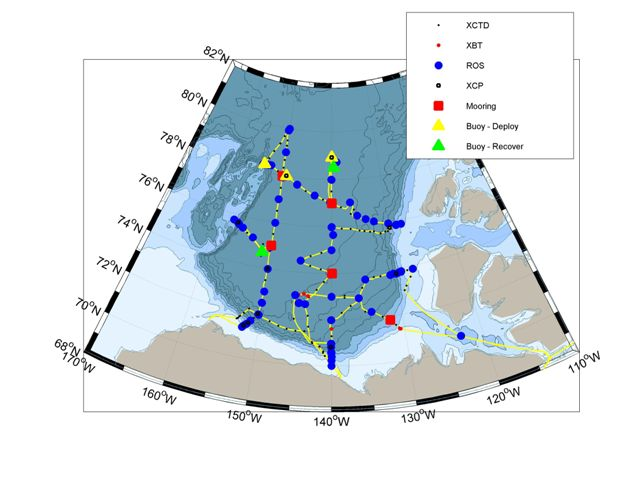 XCTD
XBT
ROS
XCP
Mooring
Buoy - Deploy
Buoy - Recover
82°N
80°N
78°N
76°N
74°N
72°N
70°N
68°N
170°W
160°W
150°W
140°W
130°W
120°W
110°W